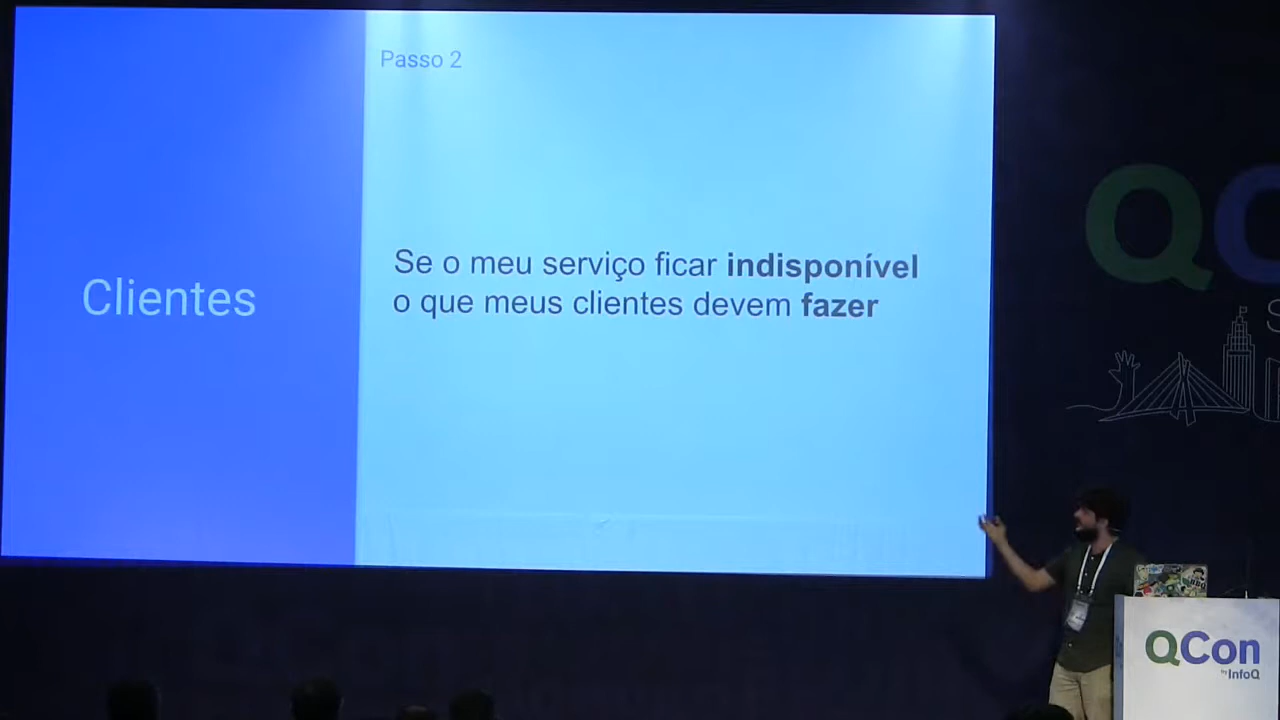 Passo 2
Clientes
Se o meu serviço ficar indisponível
o que meus clientes devem fazer
QCon
by InfoQ